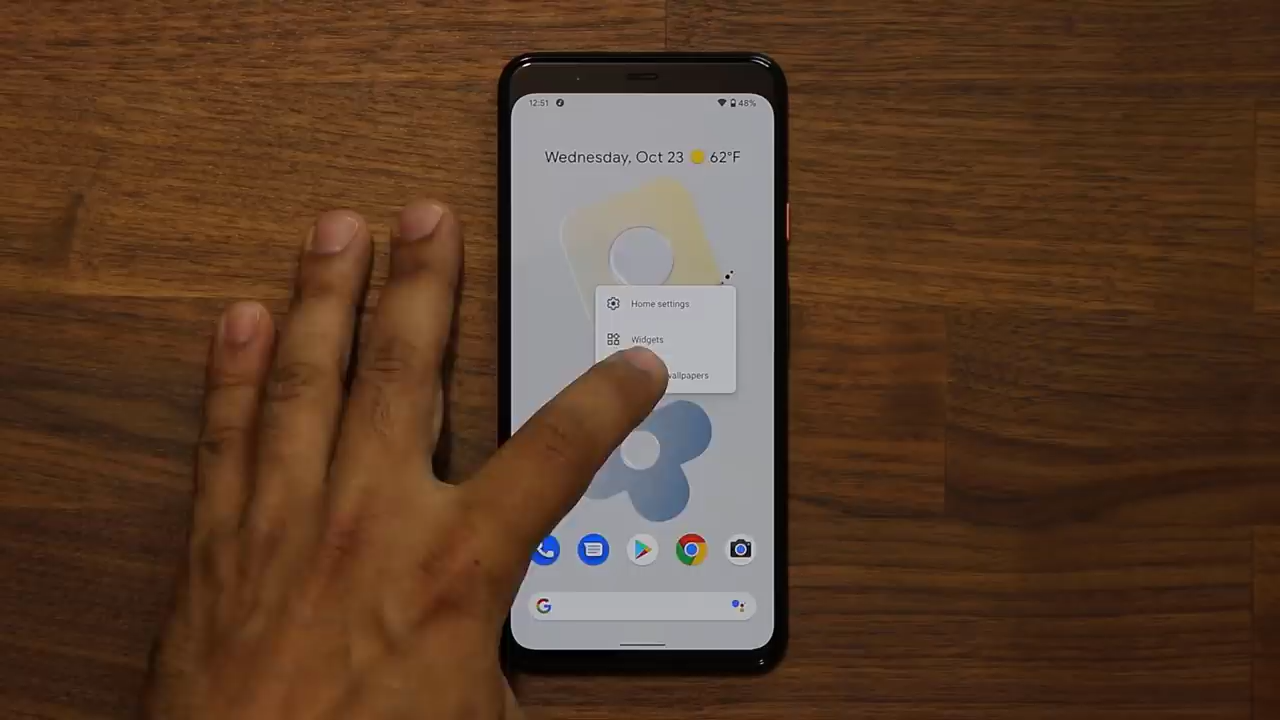 12:51 48%
Wednesday, Oct 23 62°F
Home settings
Widgets
wallpapers
G